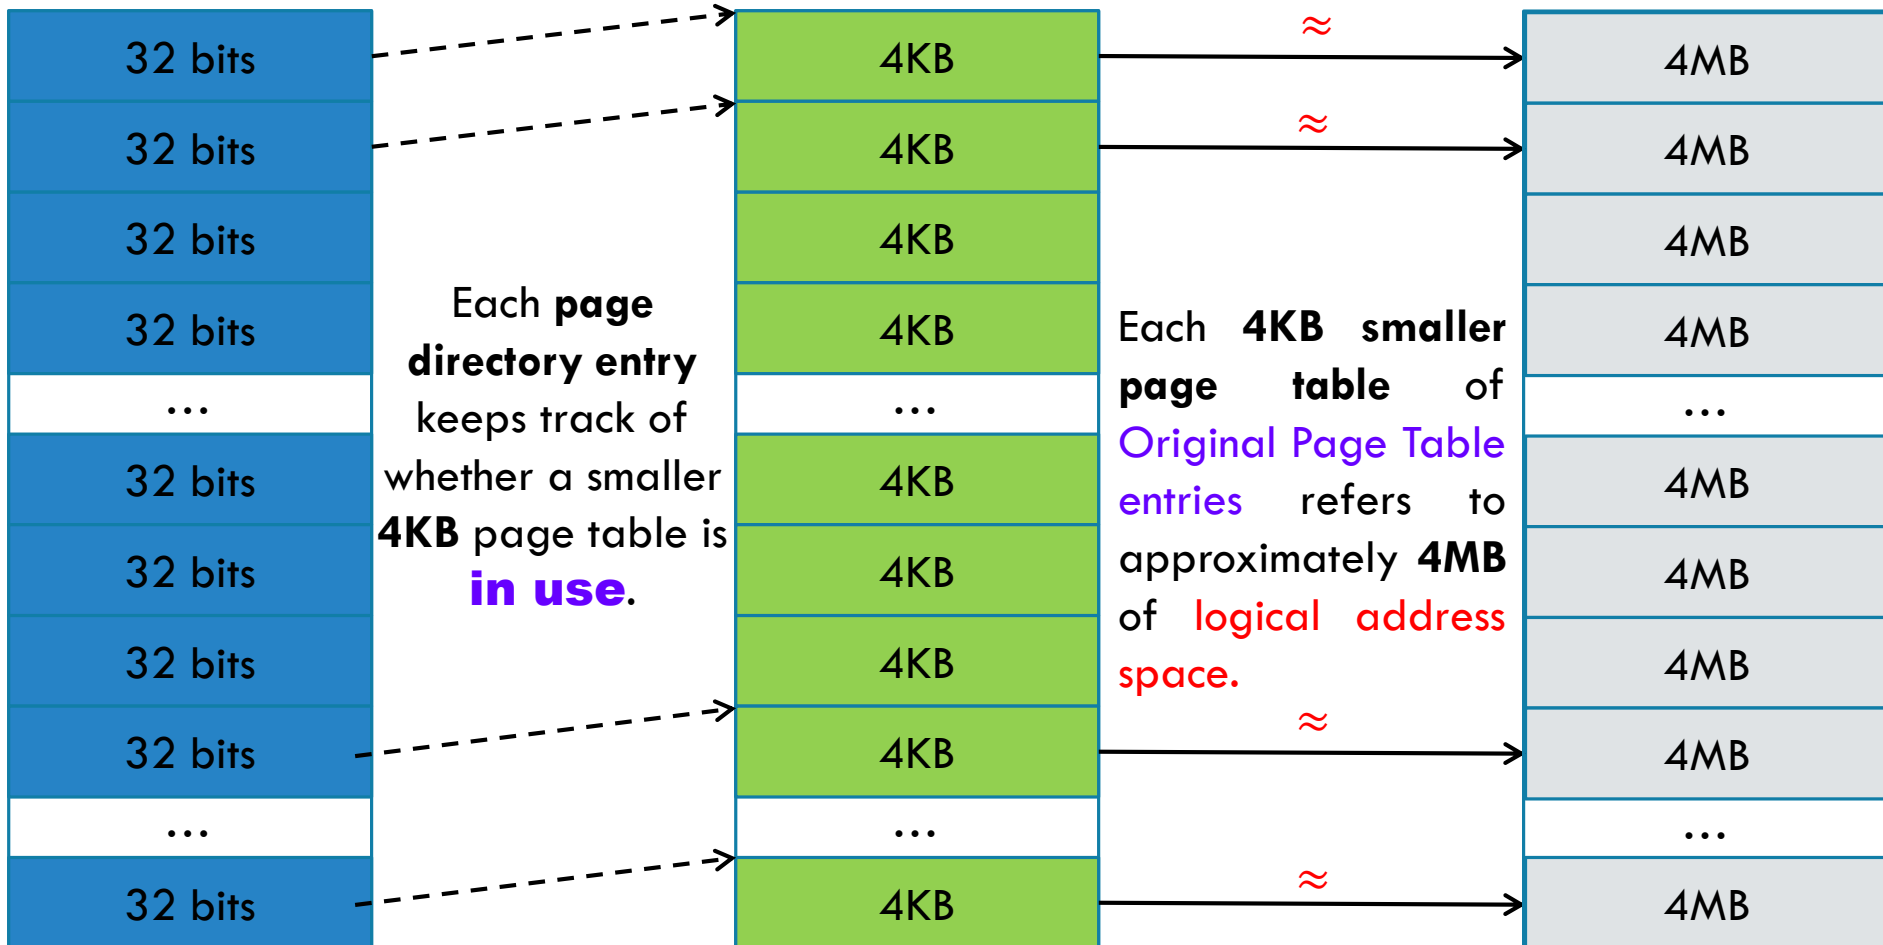 32 bits
32 bits
32 bits
32 bits
...
32 bits
32 bits
32 bits
32 bits
...
32 bits
Each page
directory entry
keeps track of
whether a smaller
4KB page table is
in use.
4KB
4KB
4KB
4KB
...
4KB
4KB
4KB
4KB
...
4KB
≈
≈
Each 4KB smaller
page table of
Original Page Table
entries refers to
approximately 4MB
of logical address
space.
≈
≈
4MB
4MB
4MB
4MB
...
4MB
4MB
4MB
4MB
...
4MB